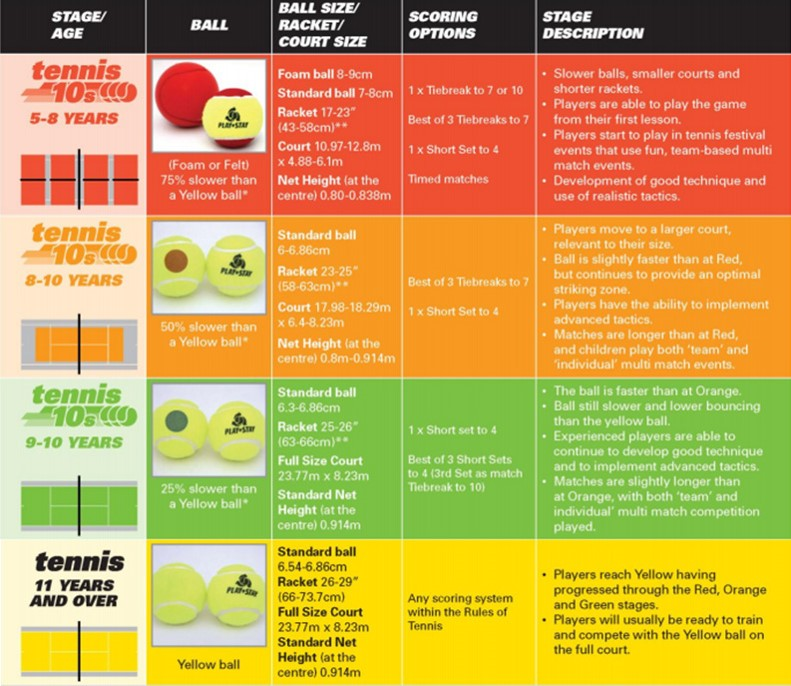 STAGE/
AGE
BALL
BALL SIZE/
RACKET/
COURT SIZE
SCORING
OPTIONS
STAGE
DESCRIPTION
tennis
10s
5-8 YEARS
PLAY+STAY
(Foam or Felt)
75% slower than
a Yellow ball*
Foam ball 8-9cm
Standard ball 7-8cm
Racket 17-23"
(43-58cm)**
Court 10.97-12.8m
x 4.88-6.1m
Net Height (at the
centre) 0.80-0.838m
1 x Tiebreak to 7 or 10
Best of 3 Tiebreaks to 7
1 x Short Set to 4
Timed matches
• Slower balls, smaller courts and
shorter rackets.
• Players are able to play the game
from their first lesson.
• Players start to play in tennis festival
events that use fun, team-based multi
match events.
• Development of good technique and
use of realistic tactics.
tennis
10s
8-10 YEARS
PLAY+STAY
50% slower than
a Yellow ball*
Standard ball
6-6.86cm
Racket 23-25"
(58-63cm)**
Court 17.98-18.29m
x 6.4-8.23m
Net Height (at the
centre) 0.8m-0.914m
Best of 3 Tiebreaks to 7
1 x Short Set to 4
• Players move to a larger court,
relevant to their size.
• Ball is slightly faster than at Red,
but continues to provide an optimal
striking zone.
• Players have the ability to implement
advanced tactics.
• Matches are longer than at Red,
and children play both 'team' and
'individual' multi match events.
tennis
10s
9-10 YEARS
PLAY+STAY
25% slower than
a Yellow ball*
Standard ball
6.3-6.86cm
Racket 25-26"
(63-66cm)**
Full Size Court
23.77m x 8.23m
Standard Net
Height (at the
centre) 0.914m
1 x Short set to 4
Best of 3 Short Sets
to 4 (3rd Set as match
Tiebreak to 10)
• The ball is faster than at Orange.
• Ball still slower and lower bouncing
than the yellow ball.
• Experienced players are able to
continue to develop good technique
and to implement advanced tactics.
• Matches are slightly longer than
at Orange, with both 'team' and
individual' multi match competition
played.
tennis
11 YEARS
AND OVER
PLAY+STAY
Yellow ball
Standard ball
6.54-6.86cm
Racket 26-29"
(66-73.7cm)
Full Size Court
23.77m x 8.23m
Standard Net
Height (at the
centre) 0.914m
Any scoring system
within the Rules of
Tennis
• Players reach Yellow having
progressed through the Red, Orange
and Green stages.
• Players will usually be ready to train
and compete with the Yellow ball on
the full court.